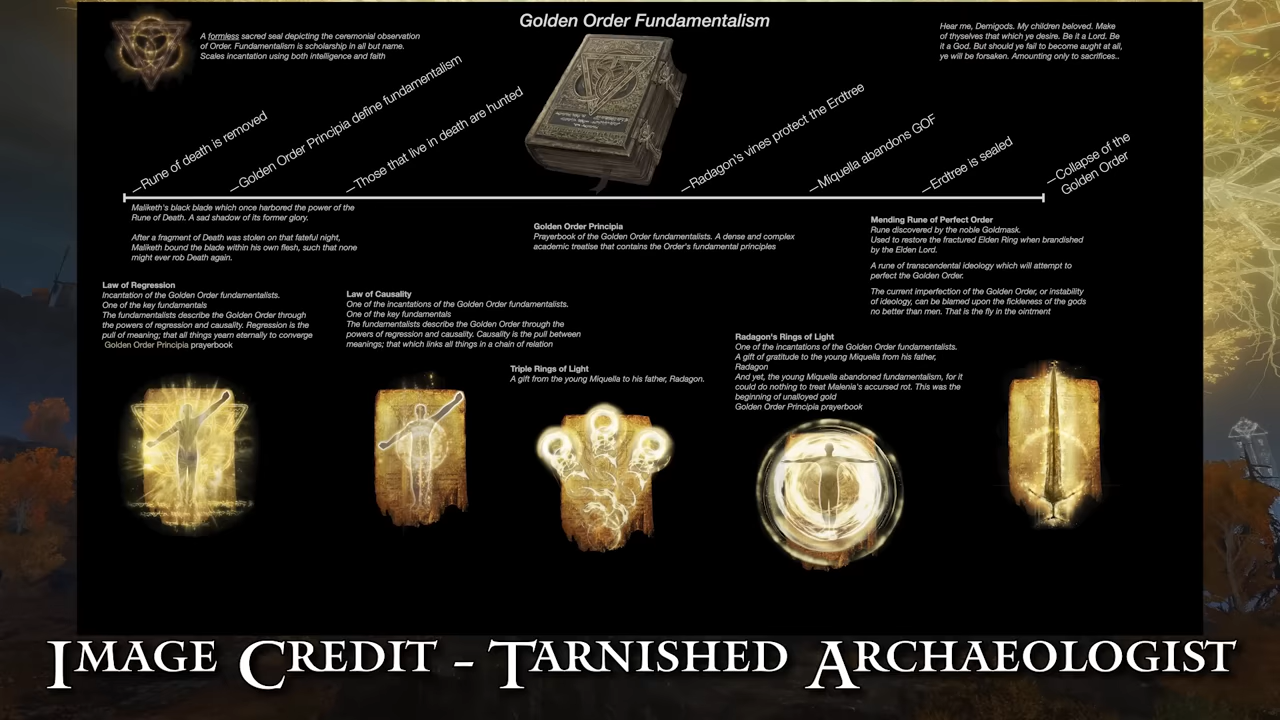 Golden Order Fundamentalism
A formless sacred seal depicting the ceremonial observation
of Order. Fundamentalism is scholarship in all but name.
Scales incantation using both intelligence and faith
Hear me, Demigods. My children beloved. Make
of thyselves that which ye desire. Be it a Lord. Be
it a God. But should ye fail to become aught at all,
ye will be forsaken. Amounting only to sacrifices..
—Rune of death is removed
—Golden Order Principia define fundamentalism
—Those that live in death are hunted
—Radagon's vines protect the Erdtree
—Miquella abandons GOF
—Erdtree is sealed
—Collapse of the
Golden Order
Maliketh's black blade which once harbored the power of the
Rune of Death. A sad shadow of its former glory.
After a fragment of Death was stolen on that fateful night,
Maliketh bound the blade within his own flesh, such that none
might ever rob Death again.
Law of Regression
Incantation of the Golden Order fundamentalists.
One of the key fundamentals
The fundamentalists describe the Golden Order through
the powers of regression and causality. Regression is the
pull of meaning; that all things yearn eternally to converge
Golden Order Principia prayerbook
Law of Causality
One of the incantations of the Golden Order fundamentalists.
One of the key fundamentals
The fundamentalists describe the Golden Order through the
powers of regression and causality. Causality is the pull between
meanings; that which links all things in a chain of relation
Golden Order Principia
Prayerbook of the Golden Order fundamentalists. A dense and complex
academic treatise that contains the Order's fundamental principles
Triple Rings of Light
A gift from the young Miquella to his father, Radagon.
Radagon's Rings of Light
One of the incantations of the Golden Order fundamentalists.
A gift of gratitude to the young Miquella from his father,
Radagon
And yet, the young Miquella abandoned fundamentalism, for it
could do nothing to treat Malenia's accursed rot. This was the
beginning of unalloyed gold
Golden Order Principia prayerbook
Mending Rune of Perfect Order
Rune discovered by the noble Goldmask.
Used to restore the fractured Elden Ring when brandished
by the Elden Lord.
A rune of transcendental ideology which will attempt to
perfect the Golden Order.
The current imperfection of the Golden Order, or instability
of ideology, can be blamed upon the fickleness of the gods
no better than men. That is the fly in the ointment
Image Credit - Tarnished Archaeologist